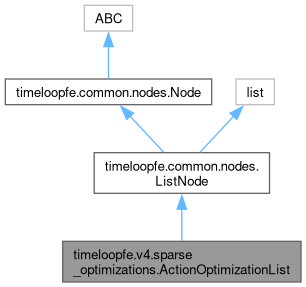 ABC
timeloopfe.common.nodes.Node
list
timeloopfe.common.nodes.
ListNode
timeloopfe.v4.sparse
_optimizations.ActionOptimizationList